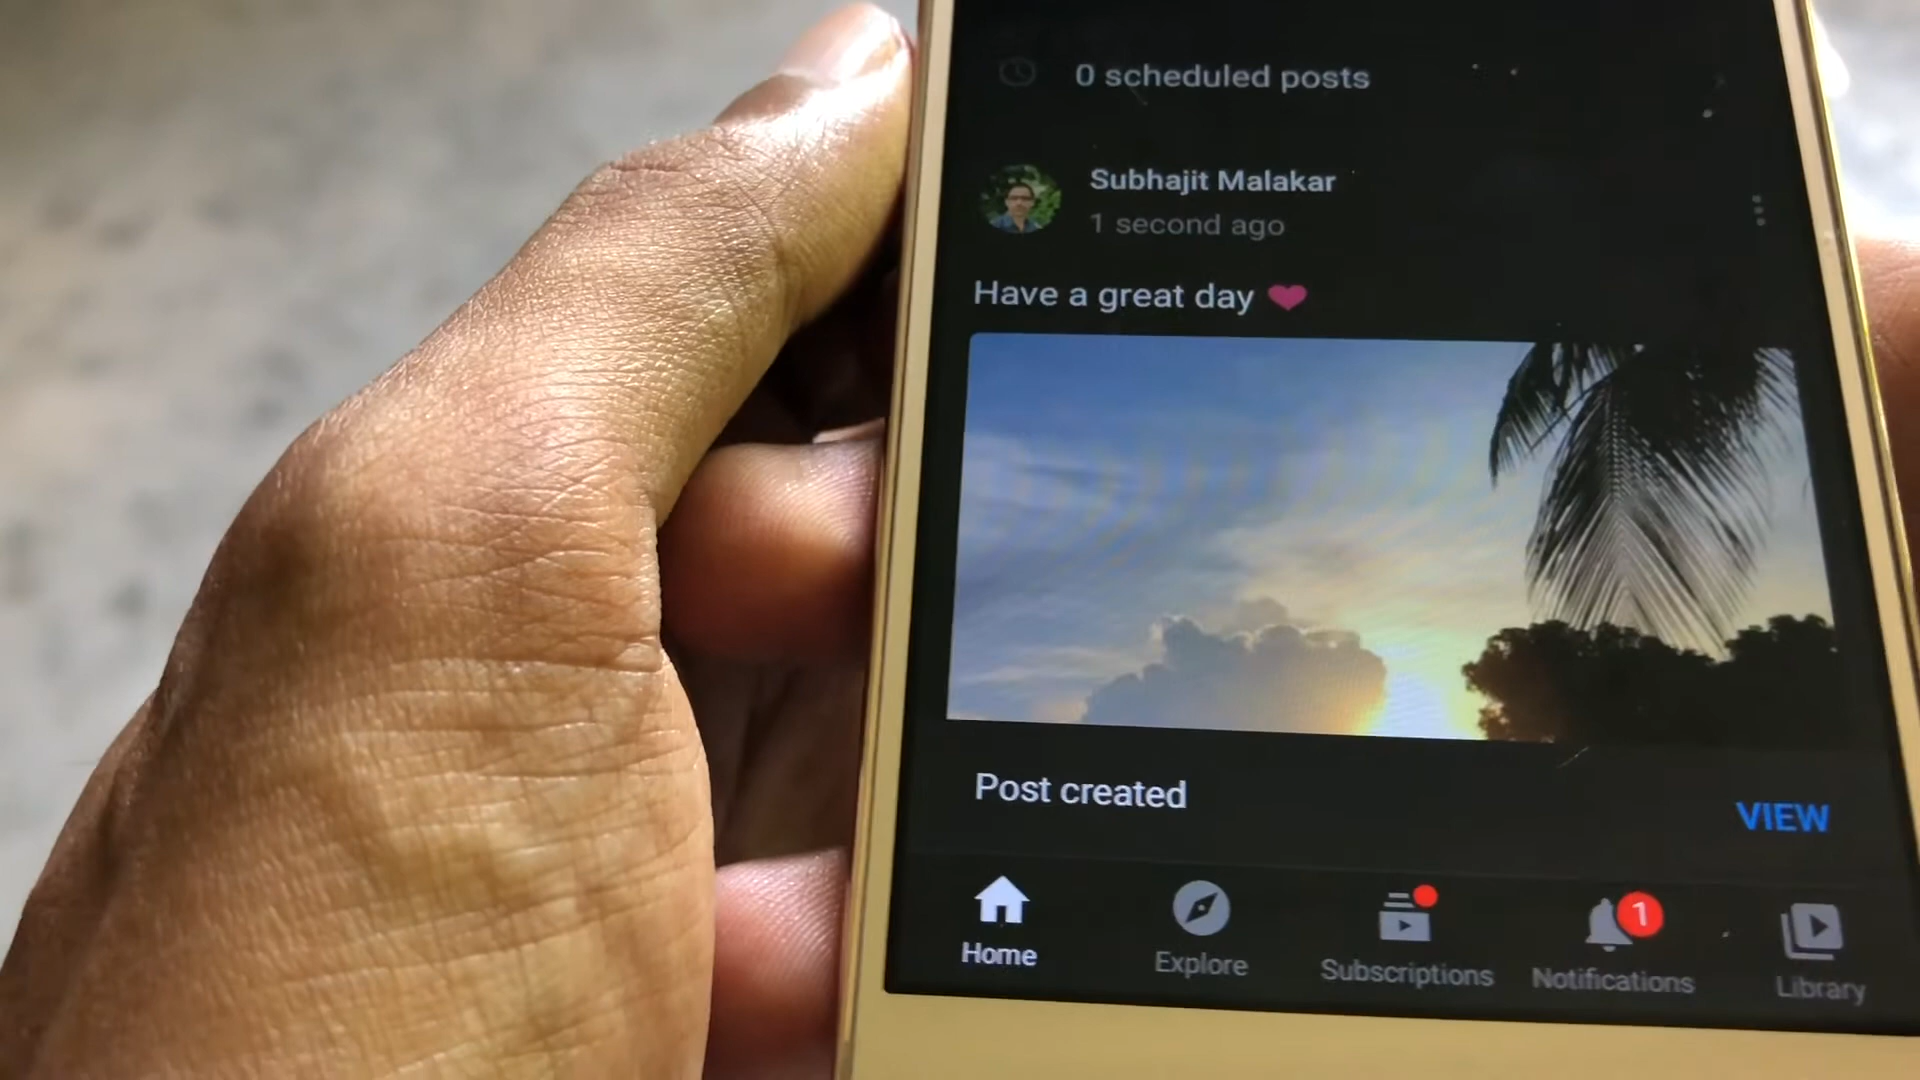 0 scheduled posts
Subhajit Malakar
1 second ago
Have a great day ❤
Post created
VIEW
Home
Explore
Subscriptions
1
Notifications
Library